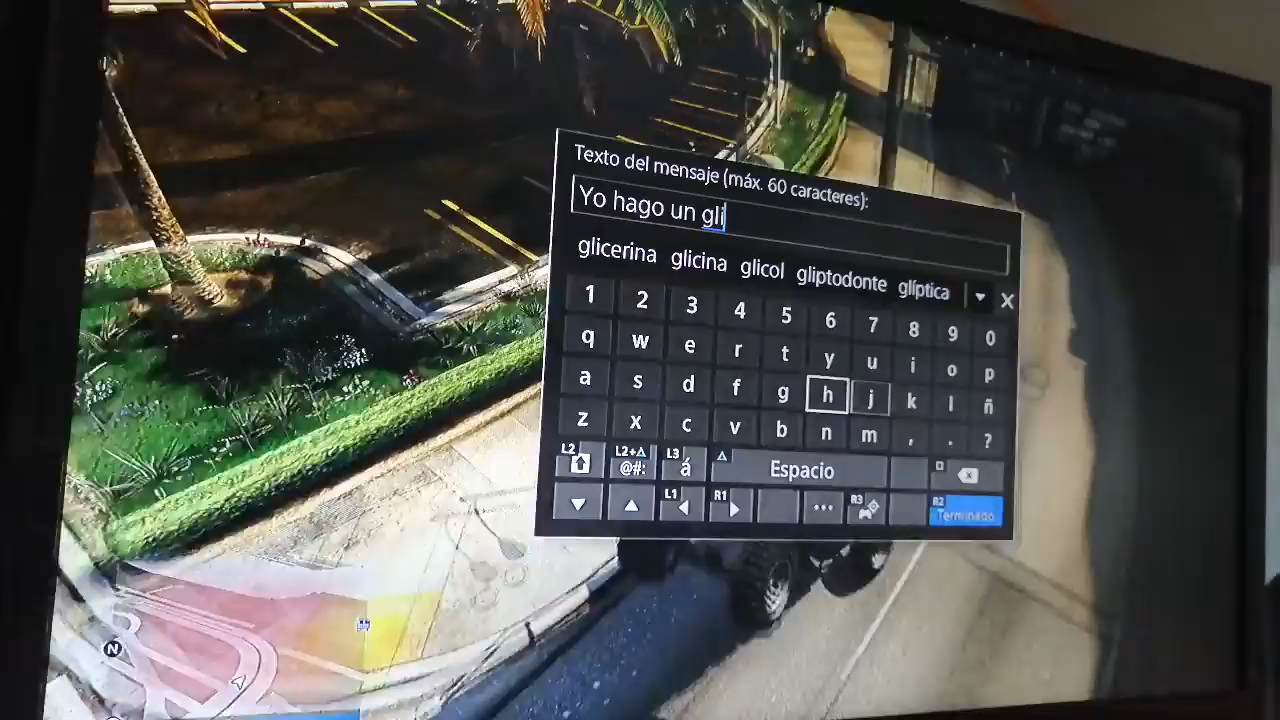 Texto del mensaje (máx. 60 caracteres):
Yo hago un gli
glicerina glicina glicol gliptodonte glíptica ▼ X
1 2 3 4 5 6 7 8 9 0
q w e r t y u i o p
a s d f g h j k l ñ
z x c v b n m , . ?
L2 L2+△ @#: L3 á △ Espacio
L1 R1 ... R3 R2 Terminado
N